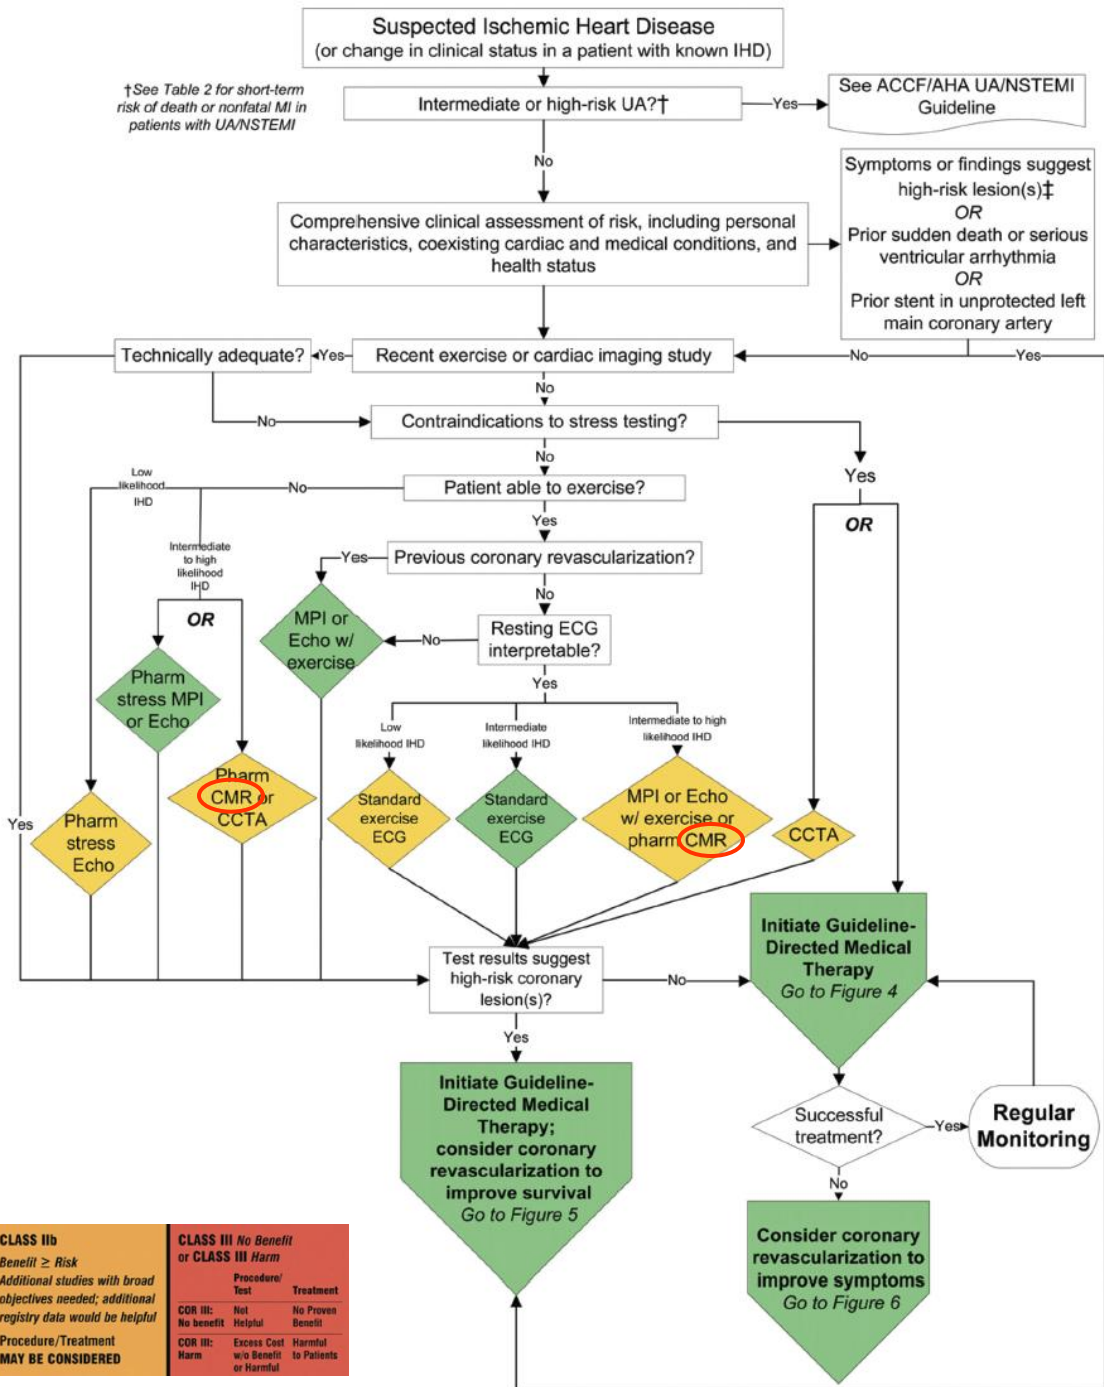 Suspected Ischemic Heart Disease
(or change in clinical status in a patient with known IHD)
†See Table 2 for short-term
risk of death or nonfatal MI in
patients with UA/NSTEMI
Intermediate or high-risk UA?†
Yes
See ACCF/AHA UA/NSTEMI
Guideline
No
Comprehensive clinical assessment of risk, including personal
characteristics, coexisting cardiac and medical conditions, and
health status
Symptoms or findings suggest
high-risk lesion(s)‡
OR
Prior sudden death or serious
ventricular arrhythmia
OR
Prior stent in unprotected left
main coronary artery
Technically adequate?
Yes
Recent exercise or cardiac imaging study
No
Yes
No
No
Contraindications to stress testing?
No
Yes
OR
Low
likelihood
IHD
No
Patient able to exercise?
Yes
Intermediate
to high
likelihood
IHD
OR
Yes
Previous coronary revascularization?
No
MPI or
Echo w/
exercise
No
Resting ECG
interpretable?
Yes
Pharm
stress MPI
or Echo
Low
likelihood IHD
Intermediate
likelihood IHD
Intermediate to high
likelihood IHD
Pharm
CMR or
CCTA
Standard
exercise
ECG
Standard
exercise
ECG
MPI or Echo
w/ exercise or
pharm CMR
CCTA
Yes
Pharm
stress
Echo
Test results suggest
high-risk coronary
lesion(s)?
No
Initiate Guideline-
Directed Medical
Therapy
Go to Figure 4
Yes
Initiate Guideline-
Directed Medical
Therapy;
consider coronary
revascularization to
improve survival
Go to Figure 5
Successful
treatment?
Yes
Regular
Monitoring
No
Consider coronary
revascularization to
improve symptoms
Go to Figure 6
CLASS IIb
Benefit ≥ Risk
Additional studies with broad
objectives needed; additional
registry data would be helpful
Procedure/Treatment
MAY BE CONSIDERED
CLASS III No Benefit
or CLASS III Harm
Procedure/
Test
Treatment
COR III:
No benefit
Not
Helpful
No Proven
Benefit
COR III:
Harm
Excess Cost
w/o Benefit
or Harmful
Harmful
to Patients